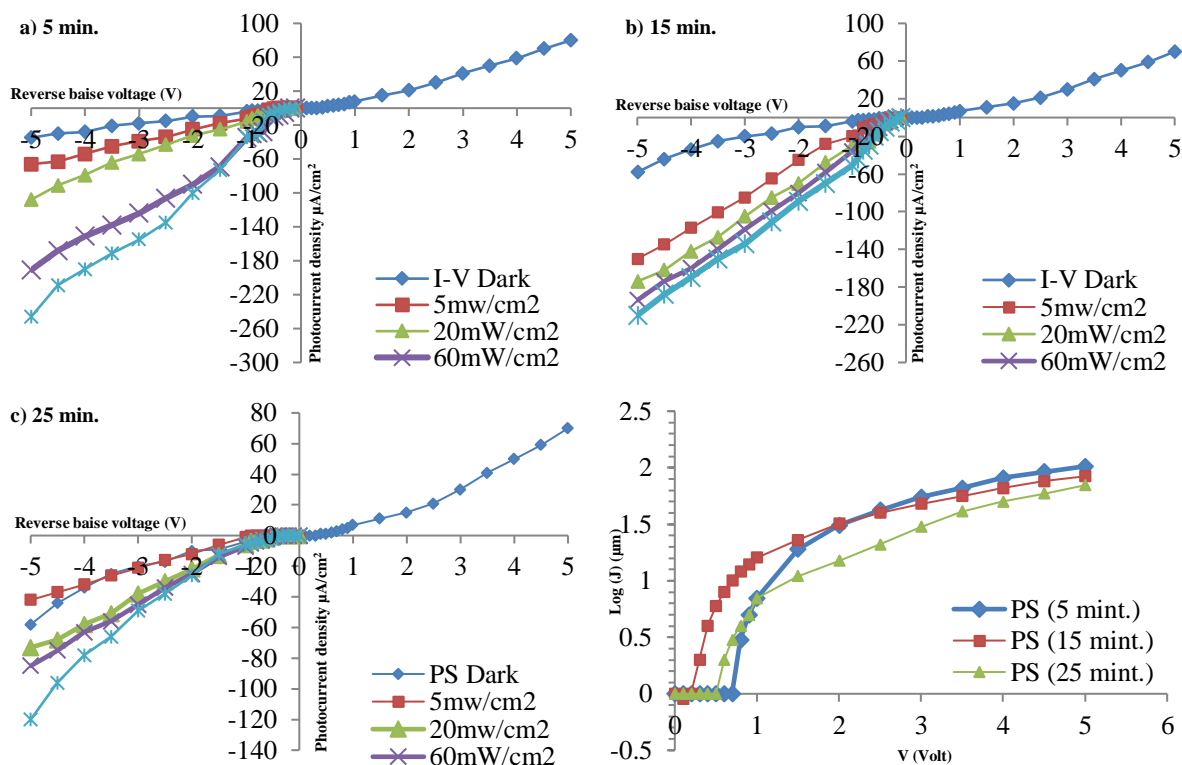 a) 5 min.
100
60
20
-20
-60
-100
-140
-180
-220
-260
-300
-5 -4 -3 -2 -1 0 1 2 3 4 5
Reverse baise voltage (V)
Photocurrent density µA/cm2
I-V Dark
5mw/cm2
20mW/cm2
60mW/cm2
b) 15 min.
100
60
20
-20
-60
-100
-140
-180
-220
-260
-5 -4 -3 -2 -1 0 1 2 3 4 5
Reverse baise voltage (V)
Photocurrent density µA/cm2
I-V Dark
5mw/cm2
20mW/cm2
60mW/cm2
c) 25 min.
80
60
40
20
0
-20
-40
-60
-80
-100
-120
-140
-5 -4 -3 -2 -1 0 1 2 3 4 5
Reverse baise voltage (V)
Photocurrent density µA/cm2
PS Dark
5mw/cm2
20mw/cm2
60mW/cm2
2.5
2
1.5
1
0.5
0
-0.5
0 1 2 3 4 5 6
Log (J) (µm)
V (Volt)
PS (5 mint.)
PS (15 mint.)
PS (25 mint.)